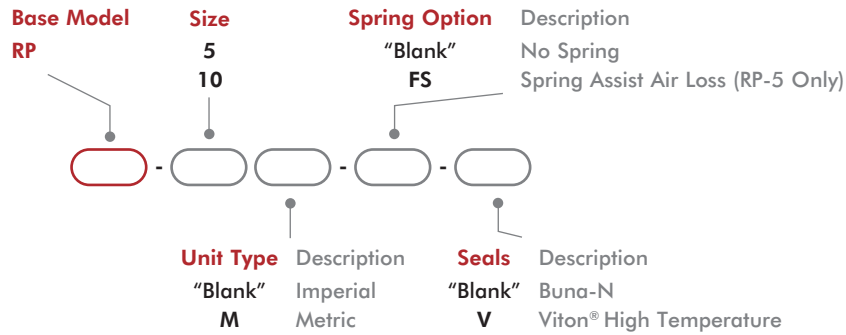 Base Model Size Spring Option Description
RP 5 “Blank” No Spring
10 FS Spring Assist Air Loss (RP-5 Only)
- - -
Unit Type Description Seals Description
“Blank” Imperial “Blank” Buna-N
M Metric V Viton® High Temperature